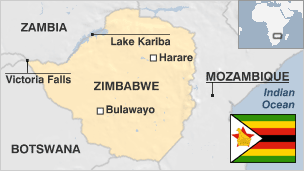 ZAMBIA
Lake Kariba
Harare
Victoria Falls
MOZAMBIQUE
ZIMBABWE
Indian
Ocean
Bulawayo
BOTSWANA